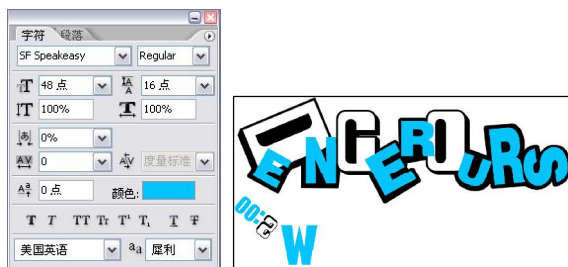 字符 段落
SF Speakeasy Regular
48 点 16 点
100% 100%
0%
0 度量标准
0 点 颜色:
T T TT Tr T¹ T₁ T T
美国英语 aa 犀利
ENCEROURS
W